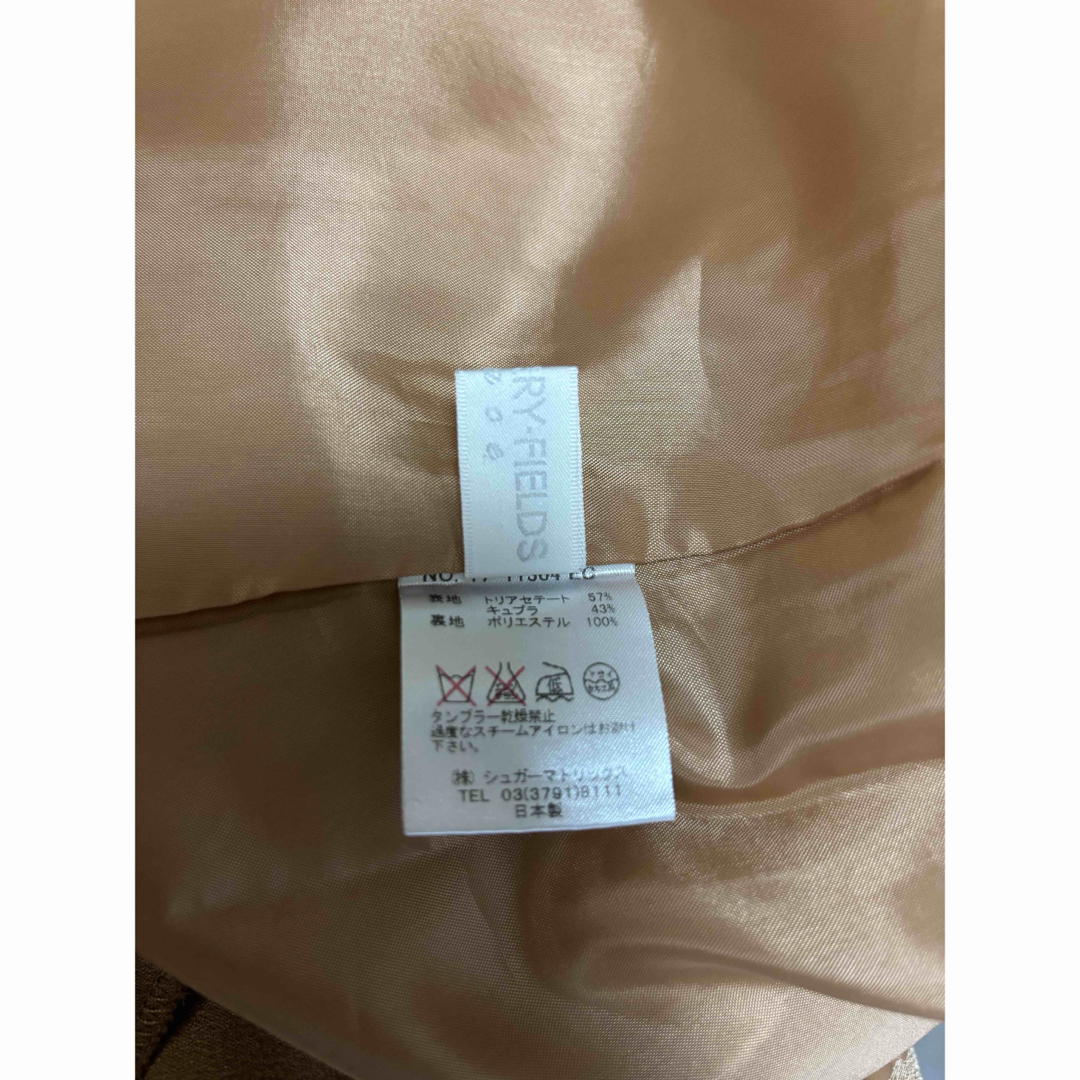 RRY·FIELDS
表地 トリアセテート 57%
キュプラ 43%
裏地 ポリエステル 100%
低
タンブラー乾燥禁止
過度なスチームアイロンはお避け
下さい。
(株) シュガーマトリックス
TEL 03(3791)8111
日本製